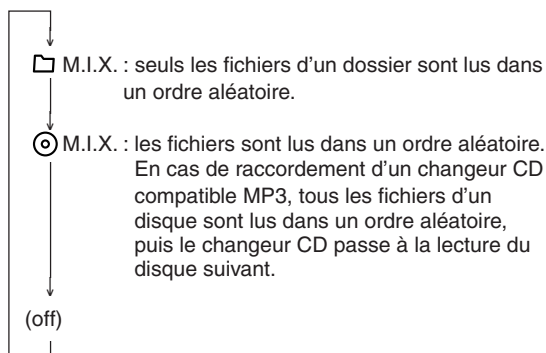 M.I.X. : seuls les fichiers d'un dossier sont lus dans
un ordre aléatoire.
M.I.X. : les fichiers sont lus dans un ordre aléatoire.
En cas de raccordement d'un changeur CD
compatible MP3, tous les fichiers d'un
disque sont lus dans un ordre aléatoire,
puis le changeur CD passe à la lecture du
disque suivant.
(off)